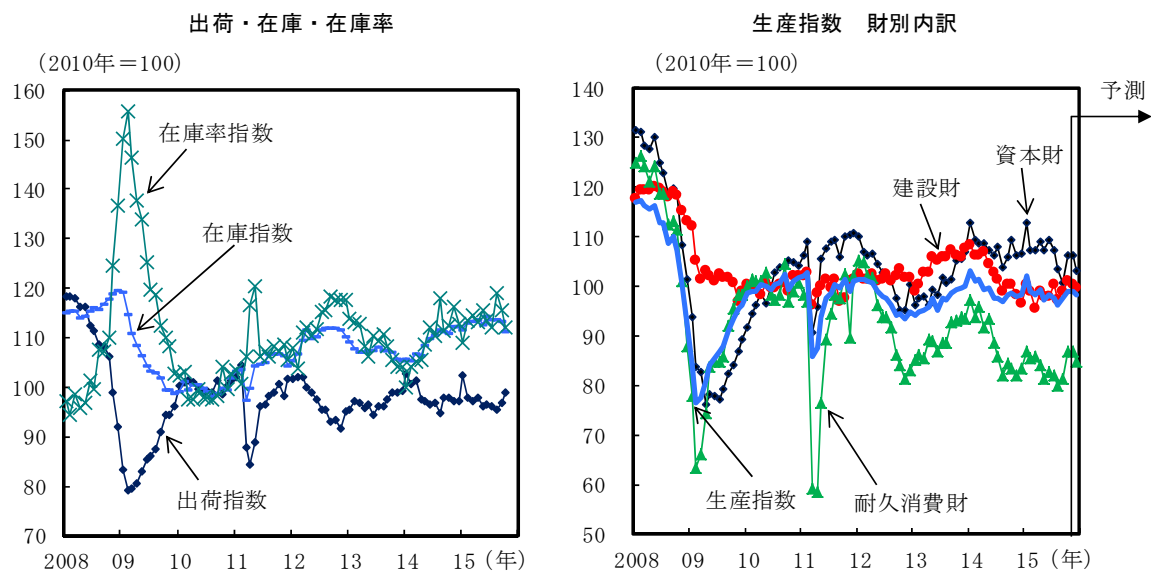 出荷・在庫・在庫率
（2010年＝100）
160
150
140
130
120
110
100
90
80
70
在庫率指数
在庫指数
出荷指数
2008 09 10 11 12 13 14 15 （年）
生産指数　財別内訳
（2010年＝100）
140
130
120
110
100
90
80
70
60
50
予測
資本財
建設財
生産指数
耐久消費財
2008 09 10 11 12 13 14 15 （年）